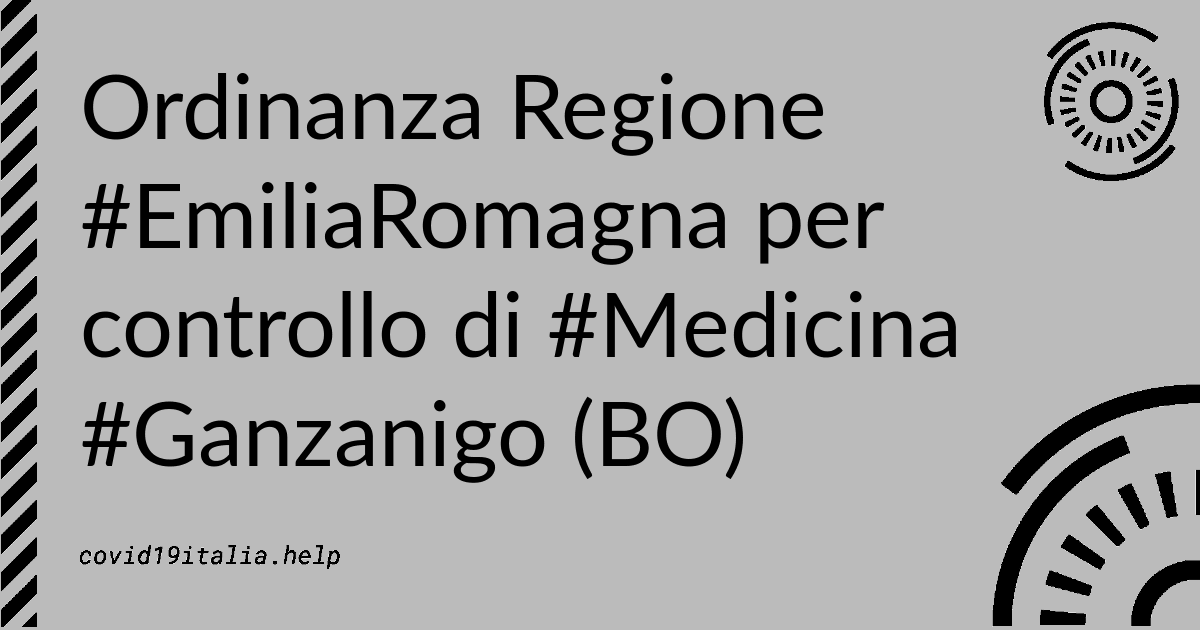 Ordinanza Regione
#EmiliaRomagna per
controllo di #Medicina
#Ganzanigo (BO)
covid19italia.help